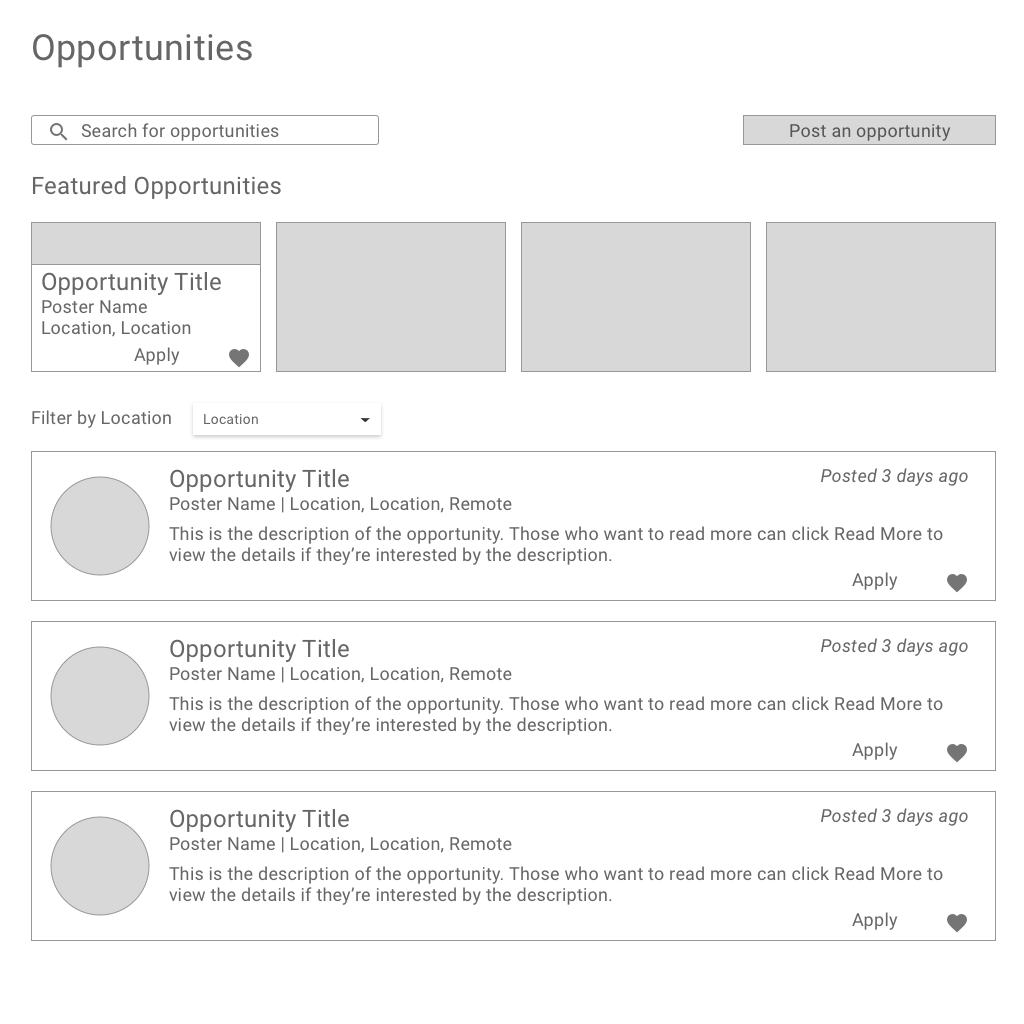 Opportunities
Search for opportunities
Post an opportunity
Featured Opportunities
Opportunity Title
Poster Name
Location, Location
Apply
Filter by Location
Location
Opportunity Title
Posted 3 days ago
Poster Name | Location, Location, Remote
This is the description of the opportunity. Those who want to read more can click Read More to
view the details if they’re interested by the description.
Apply
Opportunity Title
Posted 3 days ago
Poster Name | Location, Location, Remote
This is the description of the opportunity. Those who want to read more can click Read More to
view the details if they’re interested by the description.
Apply
Opportunity Title
Posted 3 days ago
Poster Name | Location, Location, Remote
This is the description of the opportunity. Those who want to read more can click Read More to
view the details if they’re interested by the description.
Apply